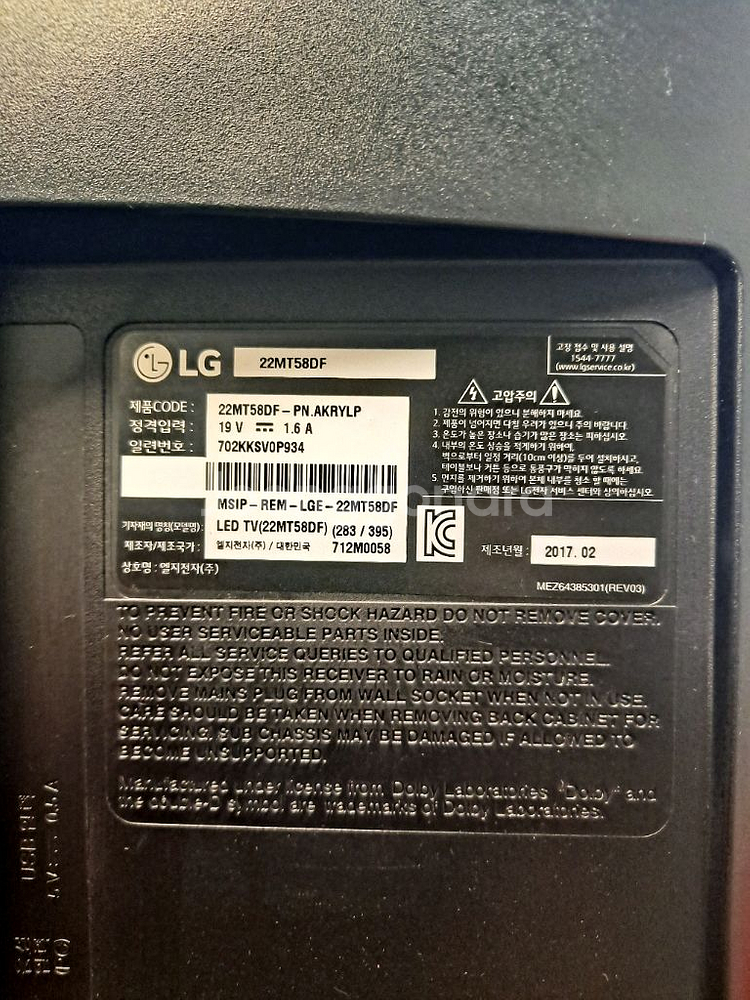 LG 22MT58DF
고장 접수 및 사용 설명
1544-7777
(www.lgservice.co.kr)
제품CODE : 22MT58DF-PN.AKRYLP
정격입력 : 19 V 1.6 A
일련번호 : 702KKSV0P934
MSIP-REM-LGE-22MT58DF
기자재의 명칭(모델명): LED TV(22MT58DF) (283 / 395)
제조자/제조국가: 엘지전자(주) / 대한민국 712M0058
상호명 : 엘지전자(주)
고압주의
1. 감전의 위험이 있으니 분해하지 마세요.
2. 제품이 넘어지면 다칠 우려가 있으니 주의 바랍니다.
3. 온도가 높은 장소나 습기가 많은 장소는 피하십시오.
4. 내부의 온도 상승을 적게하기 위하여,
벽으로부터 일정 거리(10cm 이상)를 두어 설치하시고,
테이블보나 커튼 등으로 통풍구가 막히지 않도록 하세요.
5. 먼지를 제거하기 위하여 본체 내부를 청소 할 때에는
구입하신 판매점 또는 LG전자 서비스 센터와 상의하십시오.
제조년월 : 2017. 02
MEZ64385301(REV03)
TO PREVENT FIRE OR SHOCK HAZARD DO NOT REMOVE COVER.
NO USER SERVICEABLE PARTS INSIDE.
REFER ALL SERVICE QUERIES TO QUALIFIED PERSONNEL.
DO NOT EXPOSE THIS RECEIVER TO RAIN OR MOISTURE.
REMOVE MAINS PLUG FROM WALL SOCKET WHEN NOT IN USE.
CARE SHOULD BE TAKEN WHEN REMOVING BACK CABINET FOR
SERVICING, SUB CHASSIS MAY BE DAMAGED IF ALLOWED TO
BECOME UNSUPPORTED.
Manufactured under license from Dolby Laboratories. "Dolby" and
the double-D symbol are trademarks of Dolby Laboratories.